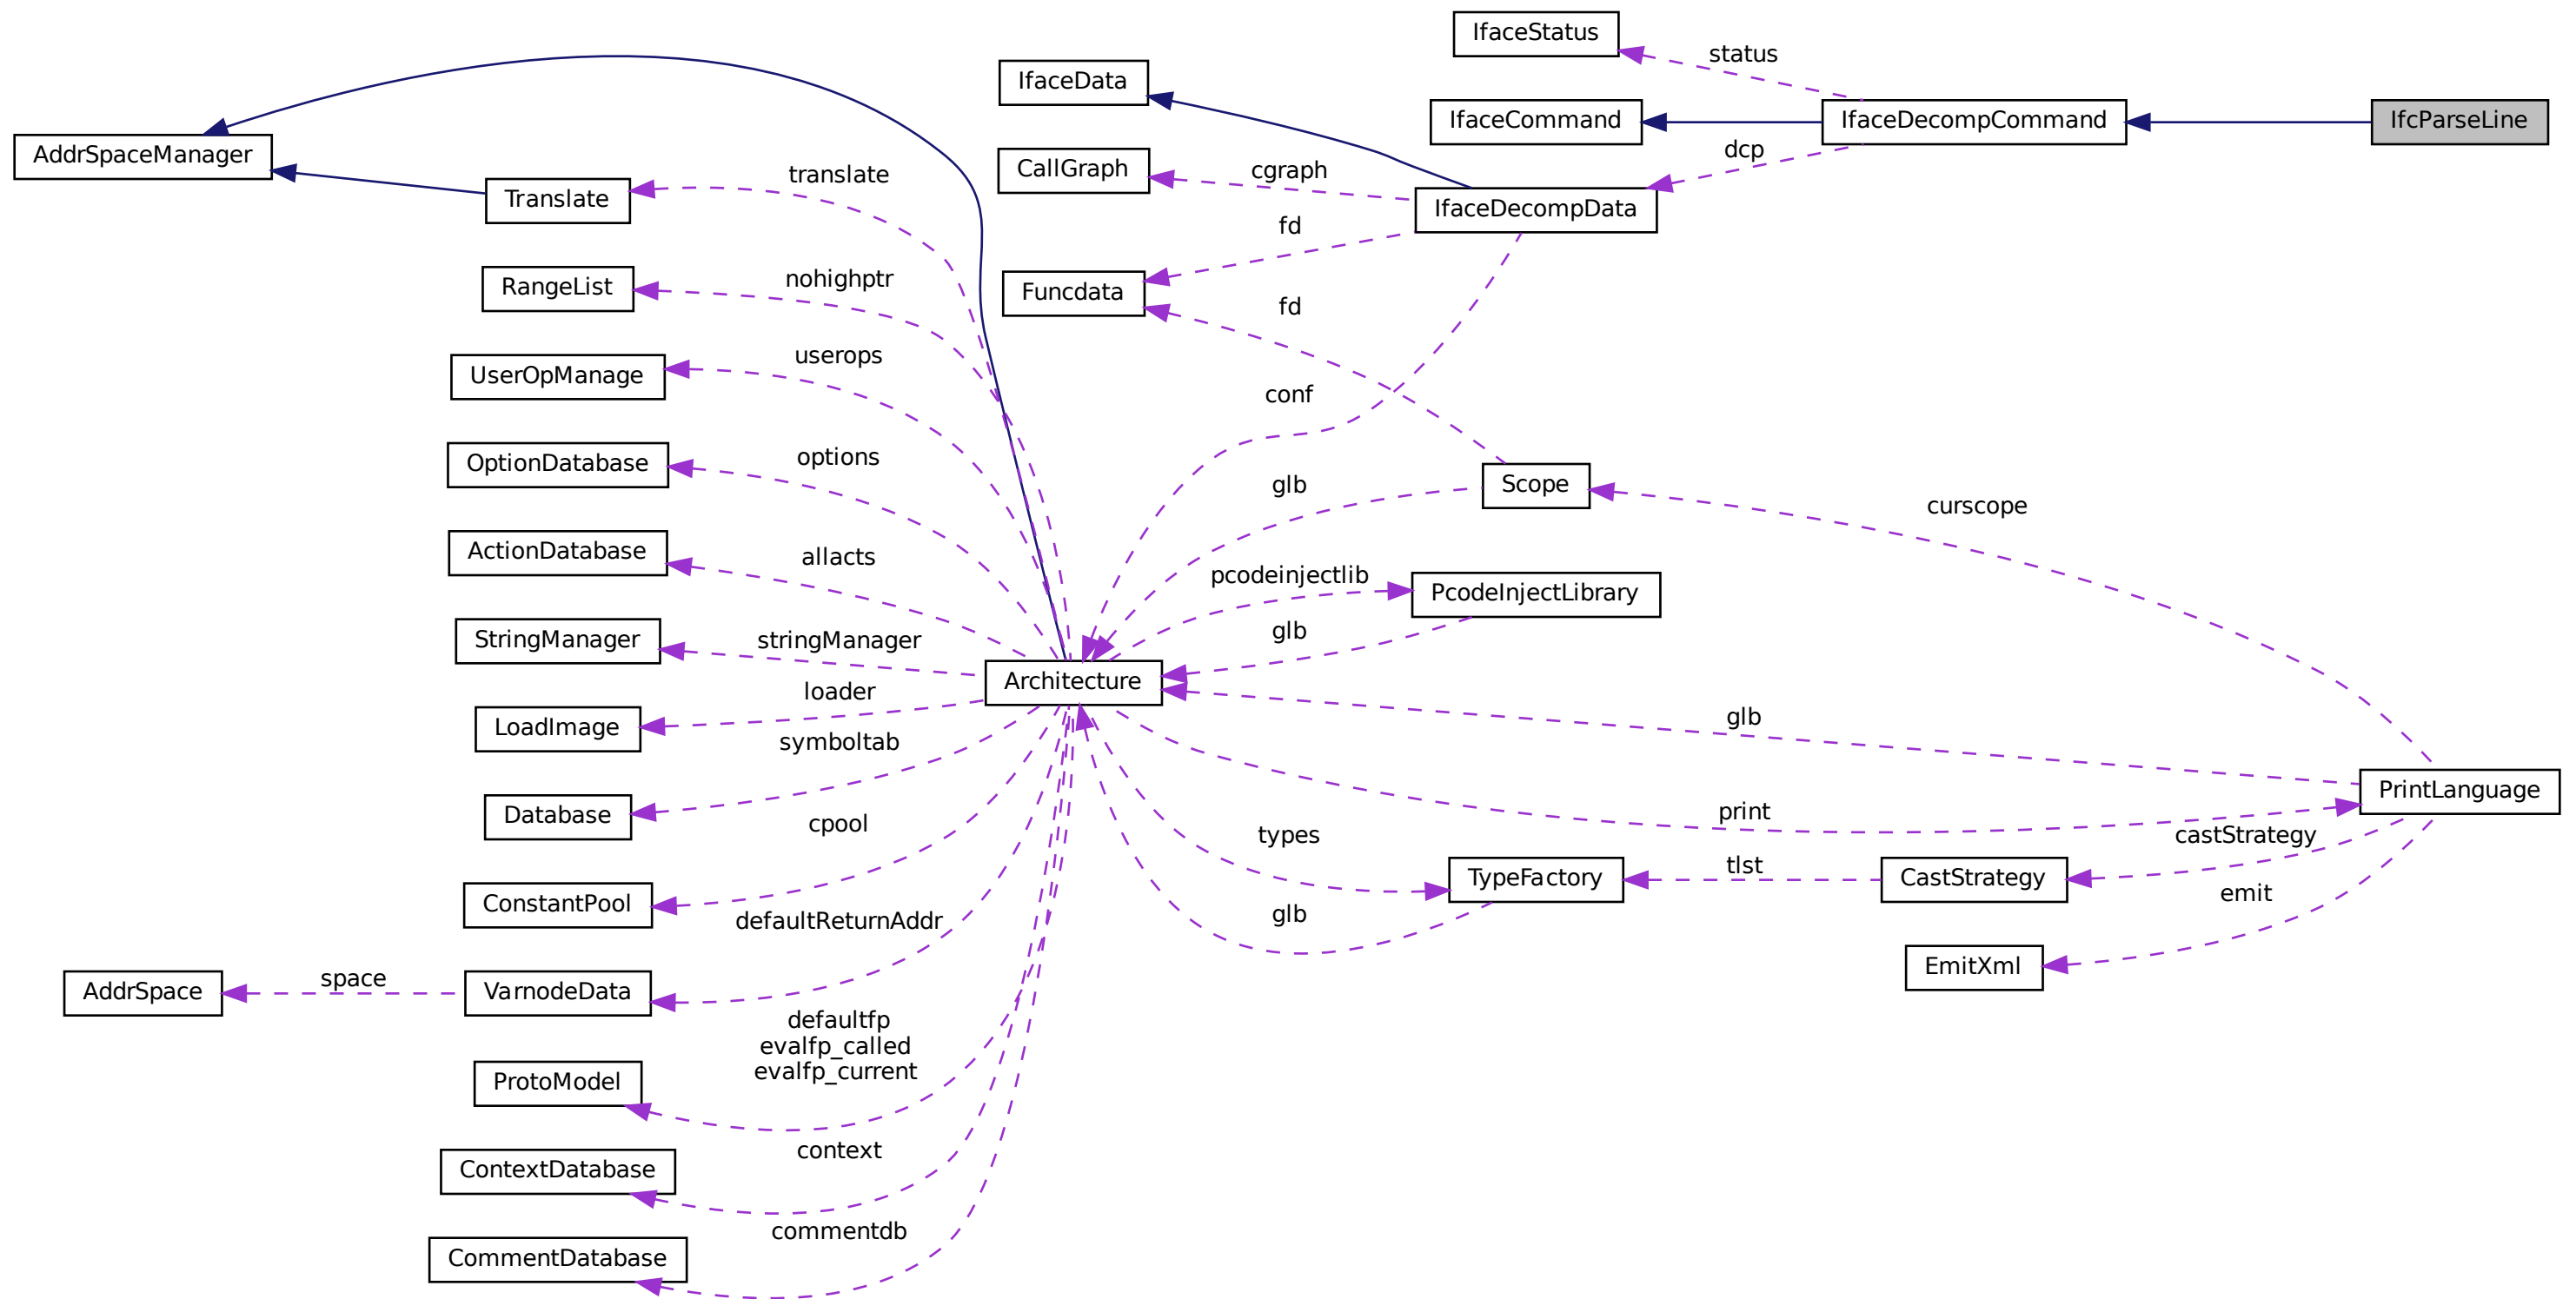 IfaceStatus
status
IfaceData
IfaceCommand
IfaceDecompCommand
IfcParseLine
AddrSpaceManager
dcp
CallGraph
cgraph
translate
Translate
IfaceDecompData
fd
nohighptr
RangeList
Funcdata
fd
userops
UserOpManage
conf
options
OptionDatabase
glb
Scope
curscope
allacts
ActionDatabase
pcodeinjectlib
PcodeInjectLibrary
glb
stringManager
StringManager
Architecture
loader
LoadImage
glb
symboltab
PrintLanguage
Database
cpool
print
types
castStrategy
tlst
TypeFactory
CastStrategy
emit
ConstantPool
defaultReturnAddr
glb
EmitXml
space
AddrSpace
VarnodeData
defaultfp
evalfp_called
evalfp_current
ProtoModel
context
ContextDatabase
commentdb
CommentDatabase